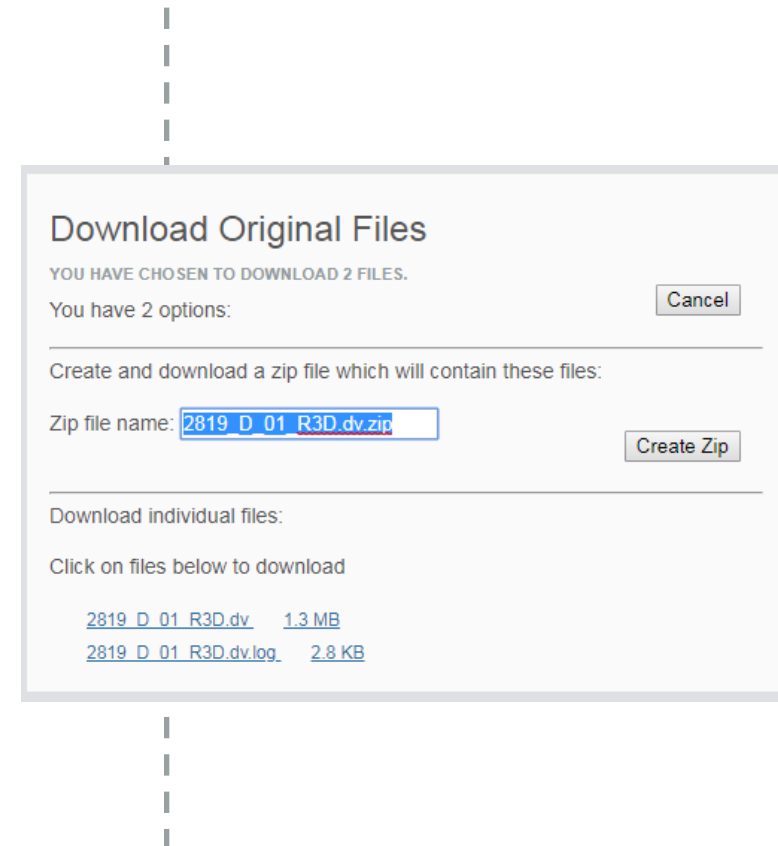 Download Original Files
YOU HAVE CHOSEN TO DOWNLOAD 2 FILES.
You have 2 options:
Cancel
Create and download a zip file which will contain these files:
Zip file name: 2819_D_01_R3D.dv.zip
Create Zip
Download individual files:
Click on files below to download
2819_D_01_R3D.dv 1.3 MB
2819_D_01_R3D.dv.log 2.8 KB